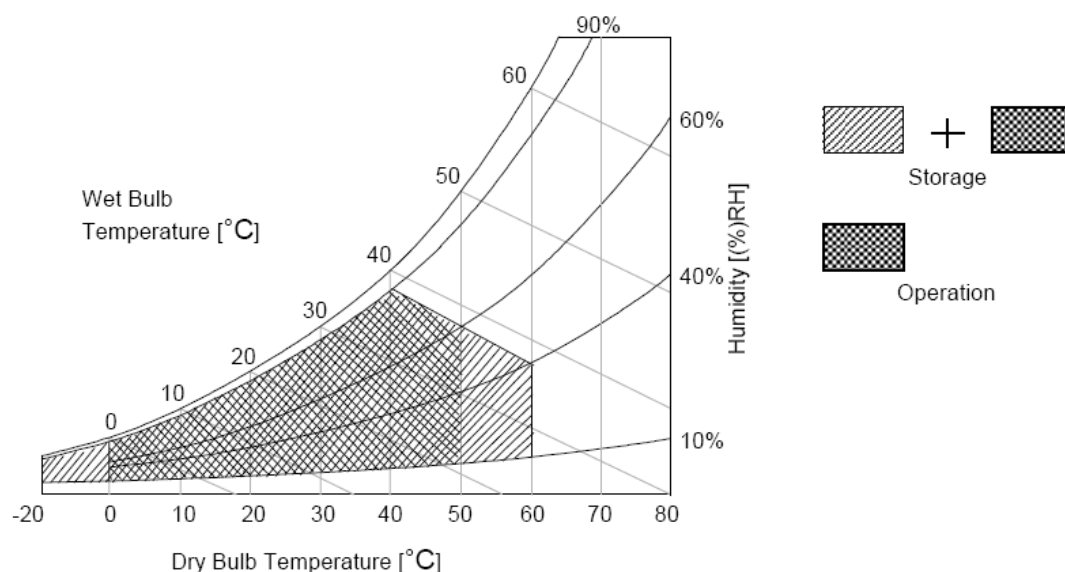 90%
60
60%
50
Wet Bulb
Temperature [°C]
40
30
20
10
0
40%
10%
Humidity [(%)RH]
-20 0 10 20 30 40 50 60 70 80
Dry Bulb Temperature [°C]
+
Storage
Operation